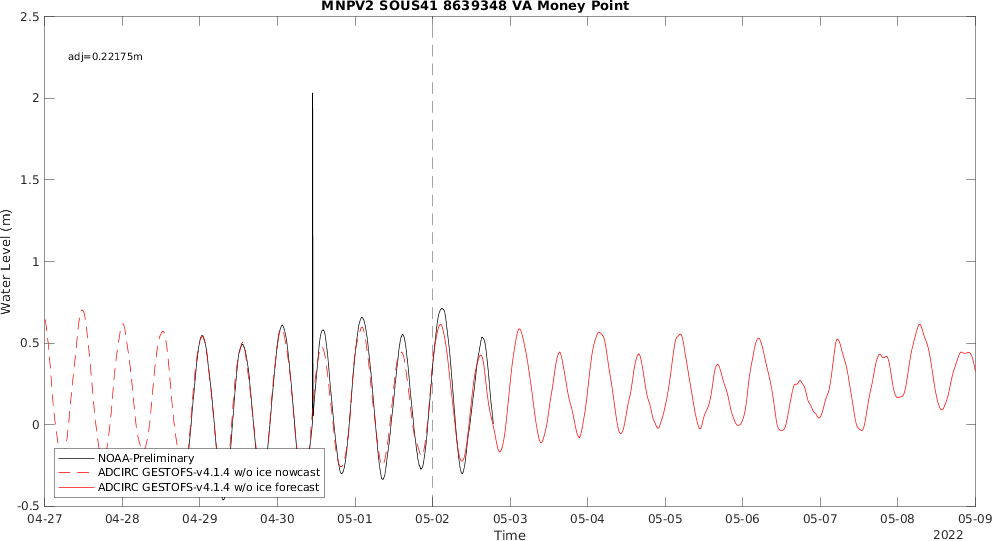 MNPV2 SOUS41 8639348 VA Money Point
2.5
adj=0.22175m
2
1.5
Water Level (m)
1
0.5
0
NOAA-Preliminary
ADCIRC GESTOFS-v4.1.4 w/o ice nowcast
ADCIRC GESTOFS-v4.1.4 w/o ice forecast
-0.5
04-27 04-28 04-29 04-30 05-01 05-02 05-03 05-04 05-05 05-06 05-07 05-08 05-09
Time
2022